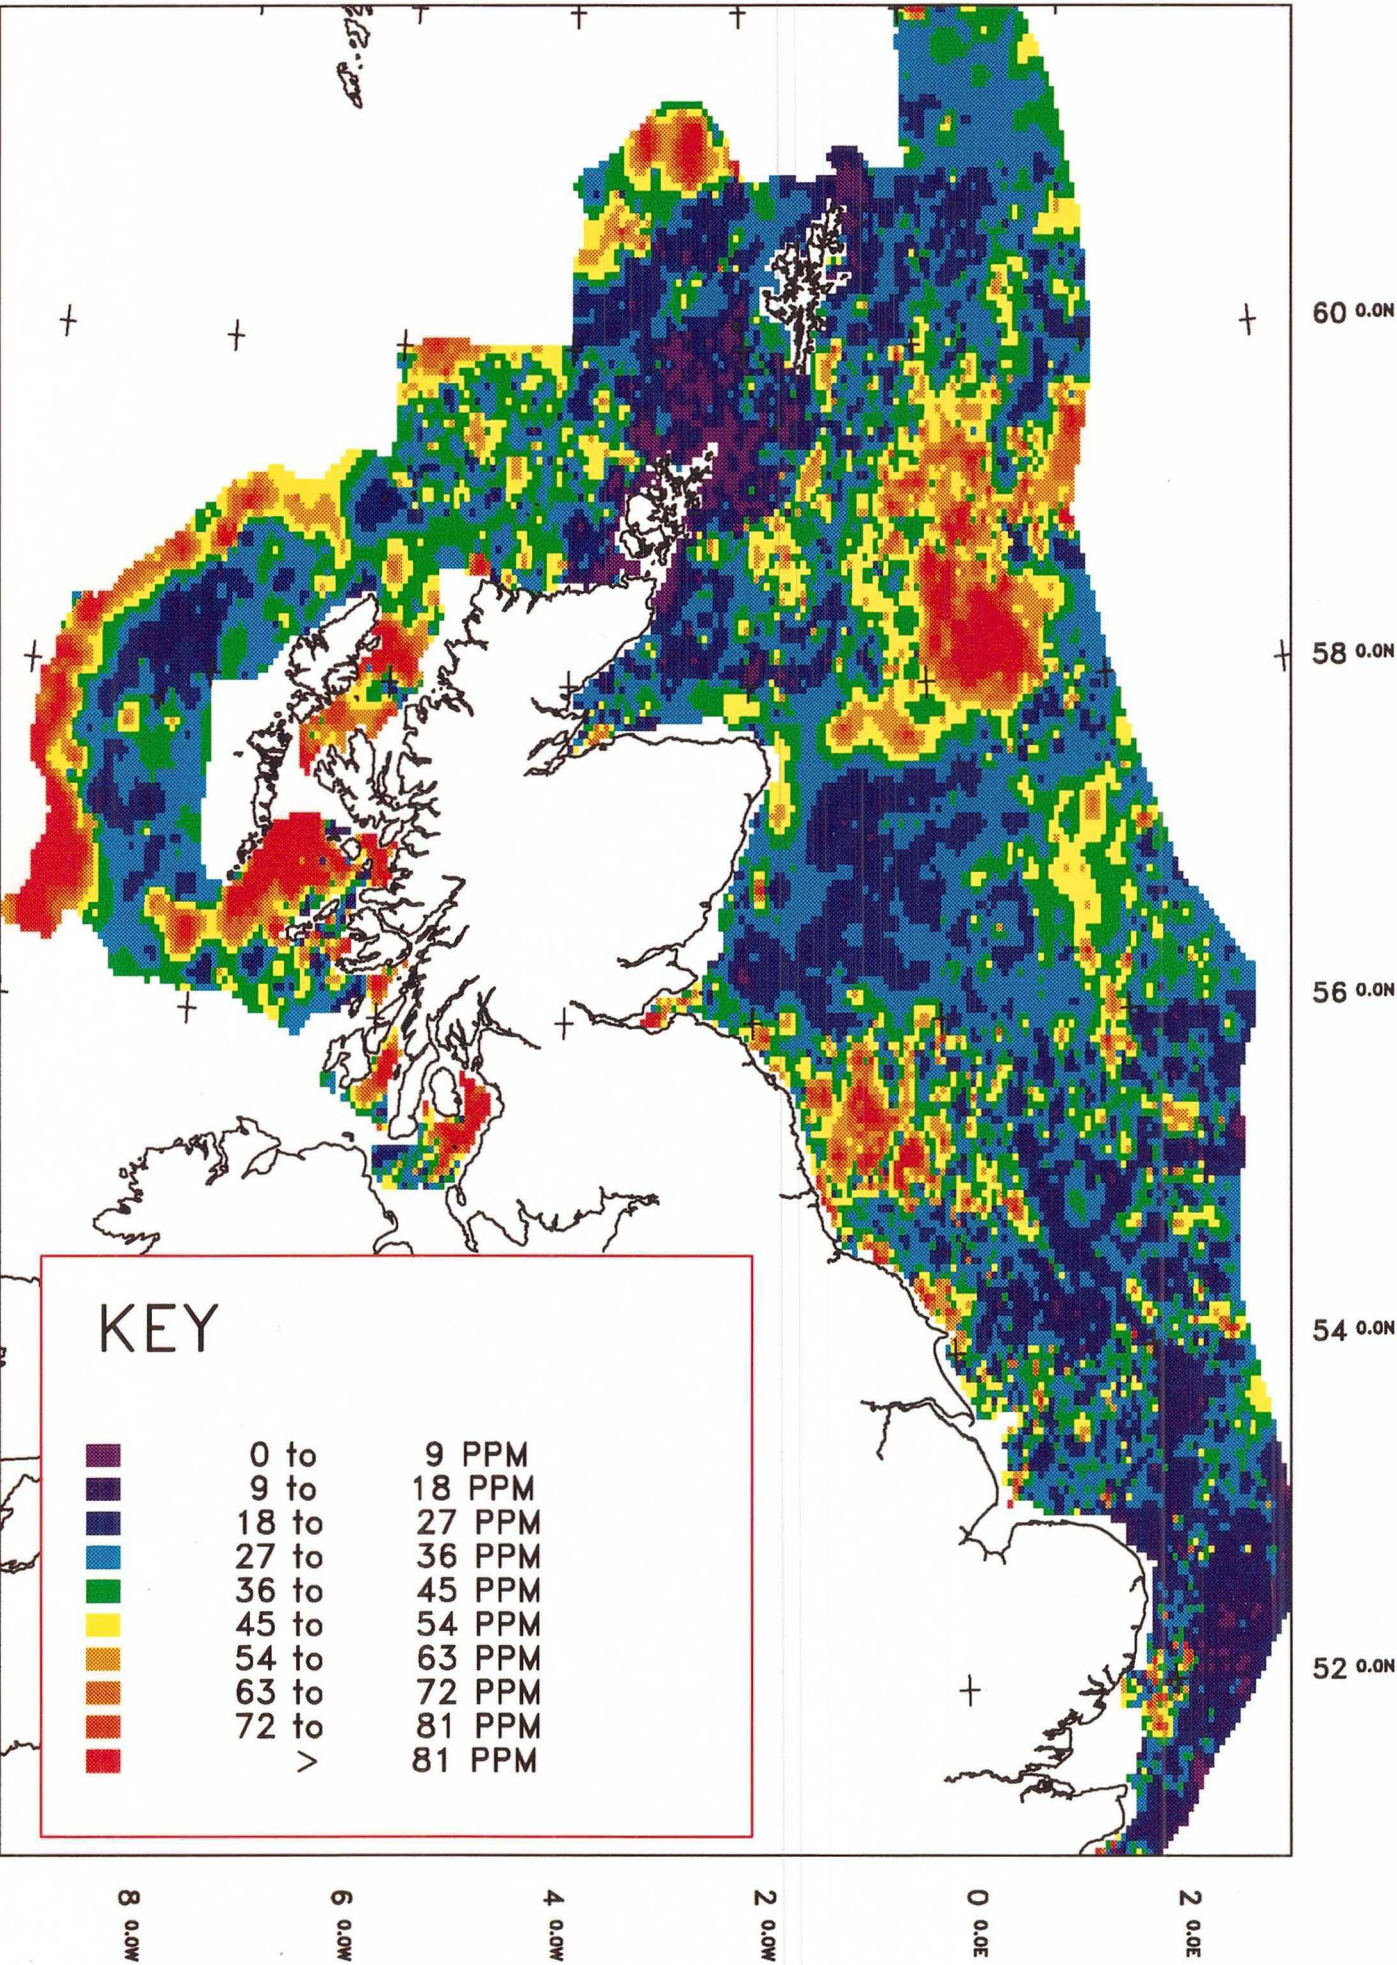 60 0.0N
58 0.0N
56 0.0N
54 0.0N
52 0.0N
KEY
0 to 9 PPM
9 to 18 PPM
18 to 27 PPM
27 to 36 PPM
36 to 45 PPM
45 to 54 PPM
54 to 63 PPM
63 to 72 PPM
72 to 81 PPM
> 81 PPM
8 0.0W
6 0.0W
4 0.0W
2 0.0W
0 0.0E
2 0.0E